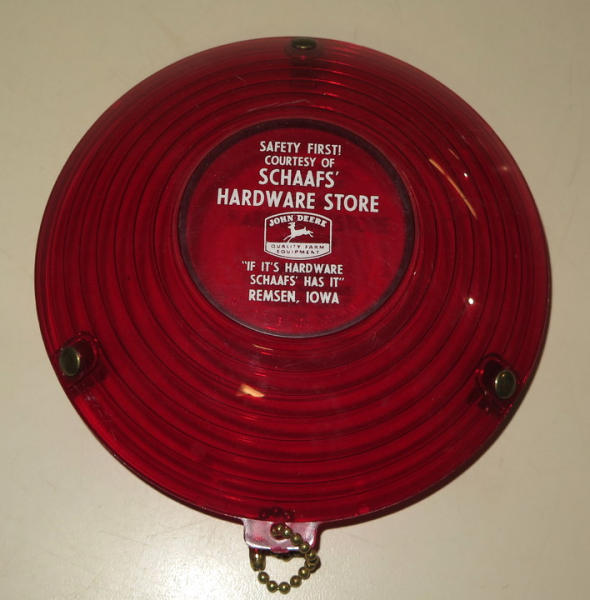 SAFETY FIRST!
COURTESY OF
SCHAAFS'
HARDWARE STORE
JOHN DEERE
QUALITY FARM
EQUIPMENT
"IF IT'S HARDWARE
SCHAAFS' HAS IT"
REMSEN, IOWA